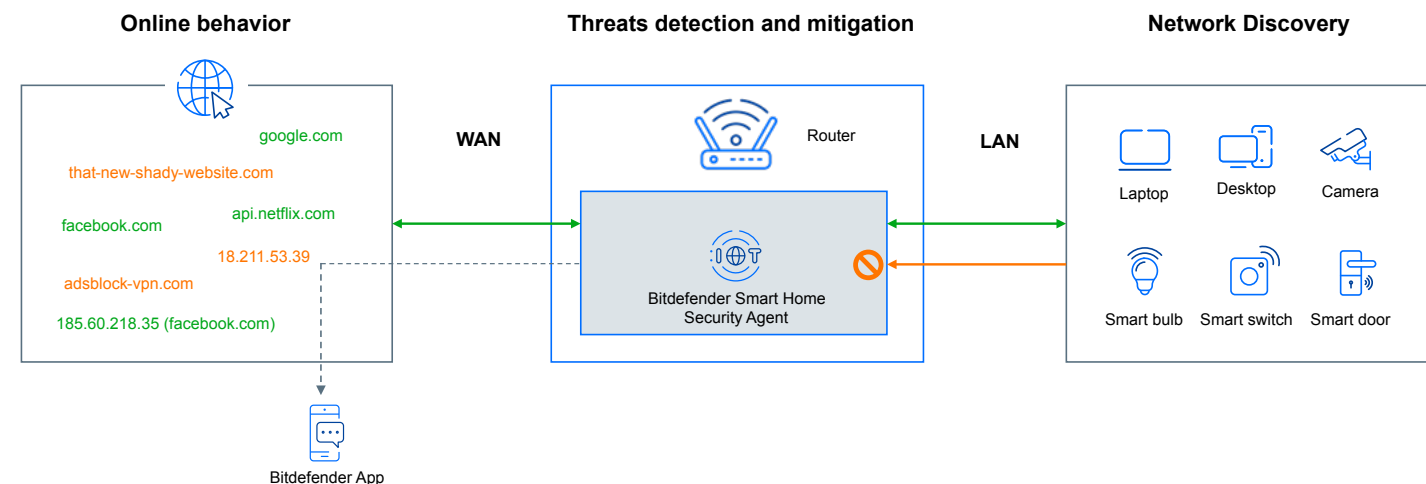 Online behavior
Threats detection and mitigation
Network Discovery
google.com
that-new-shady-website.com
api.netflix.com
facebook.com
18.211.53.39
adsblock-vpn.com
185.60.218.35 (facebook.com)
WAN
Router
IOT
Bitdefender Smart Home
Security Agent
LAN
Laptop
Desktop
Camera
Smart bulb
Smart switch
Smart door
Bitdefender App